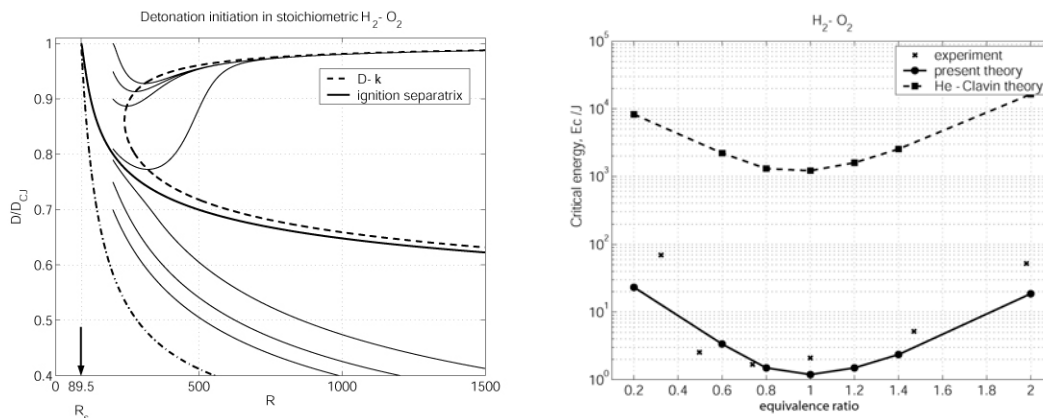 Detonation initiation in stoichiometric H2- O2
D/DCJ
1
0.9
0.8
0.7
0.6
0.5
0.4
D- k
ignition separatrix
0 89.5 500 1000 1500
Rs
R
H2- O2
Critical energy, Ec /J
10^5
10^4
10^3
10^2
10^1
10^0
experiment
present theory
He - Clavin theory
0.2 0.4 0.6 0.8 1 1.2 1.4 1.6 1.8 2
equivalence ratio